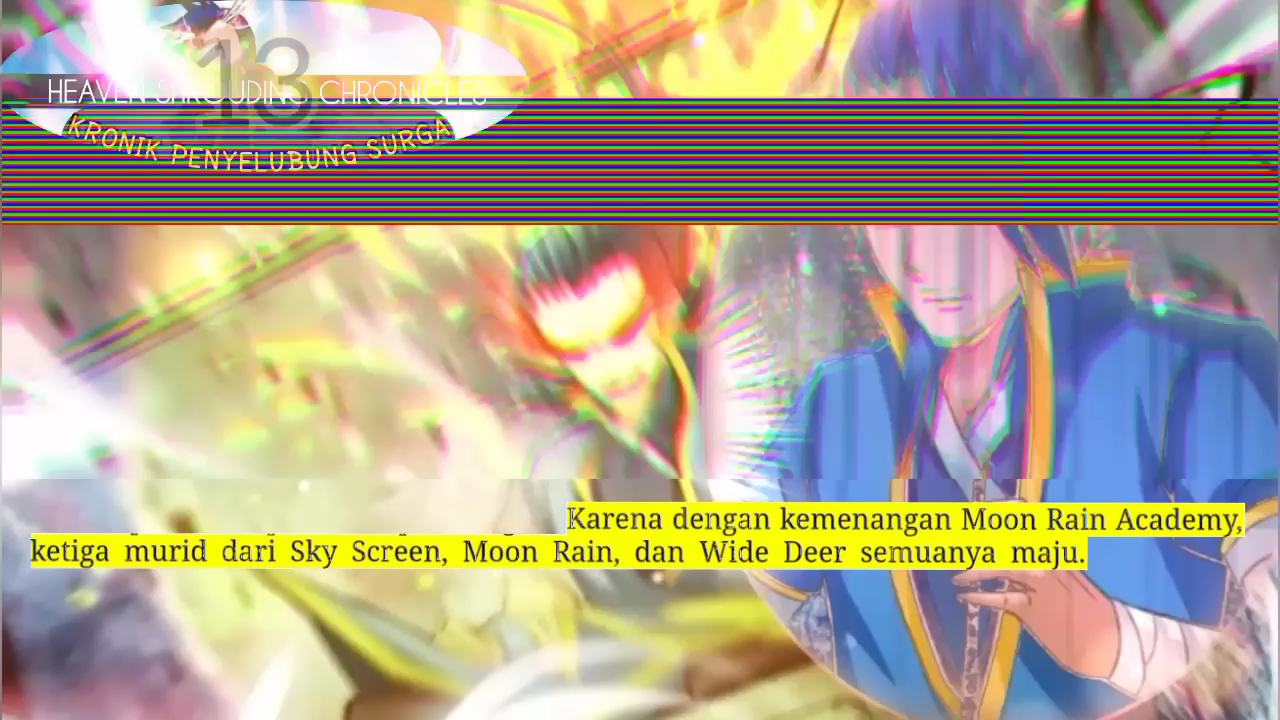 13
HEAVEN SHROUDING CHRONICLES
KRONIK PENYELUBUNG SURGA
Karena dengan kemenangan Moon Rain Academy,
ketiga murid dari Sky Screen, Moon Rain, dan Wide Deer semuanya maju.